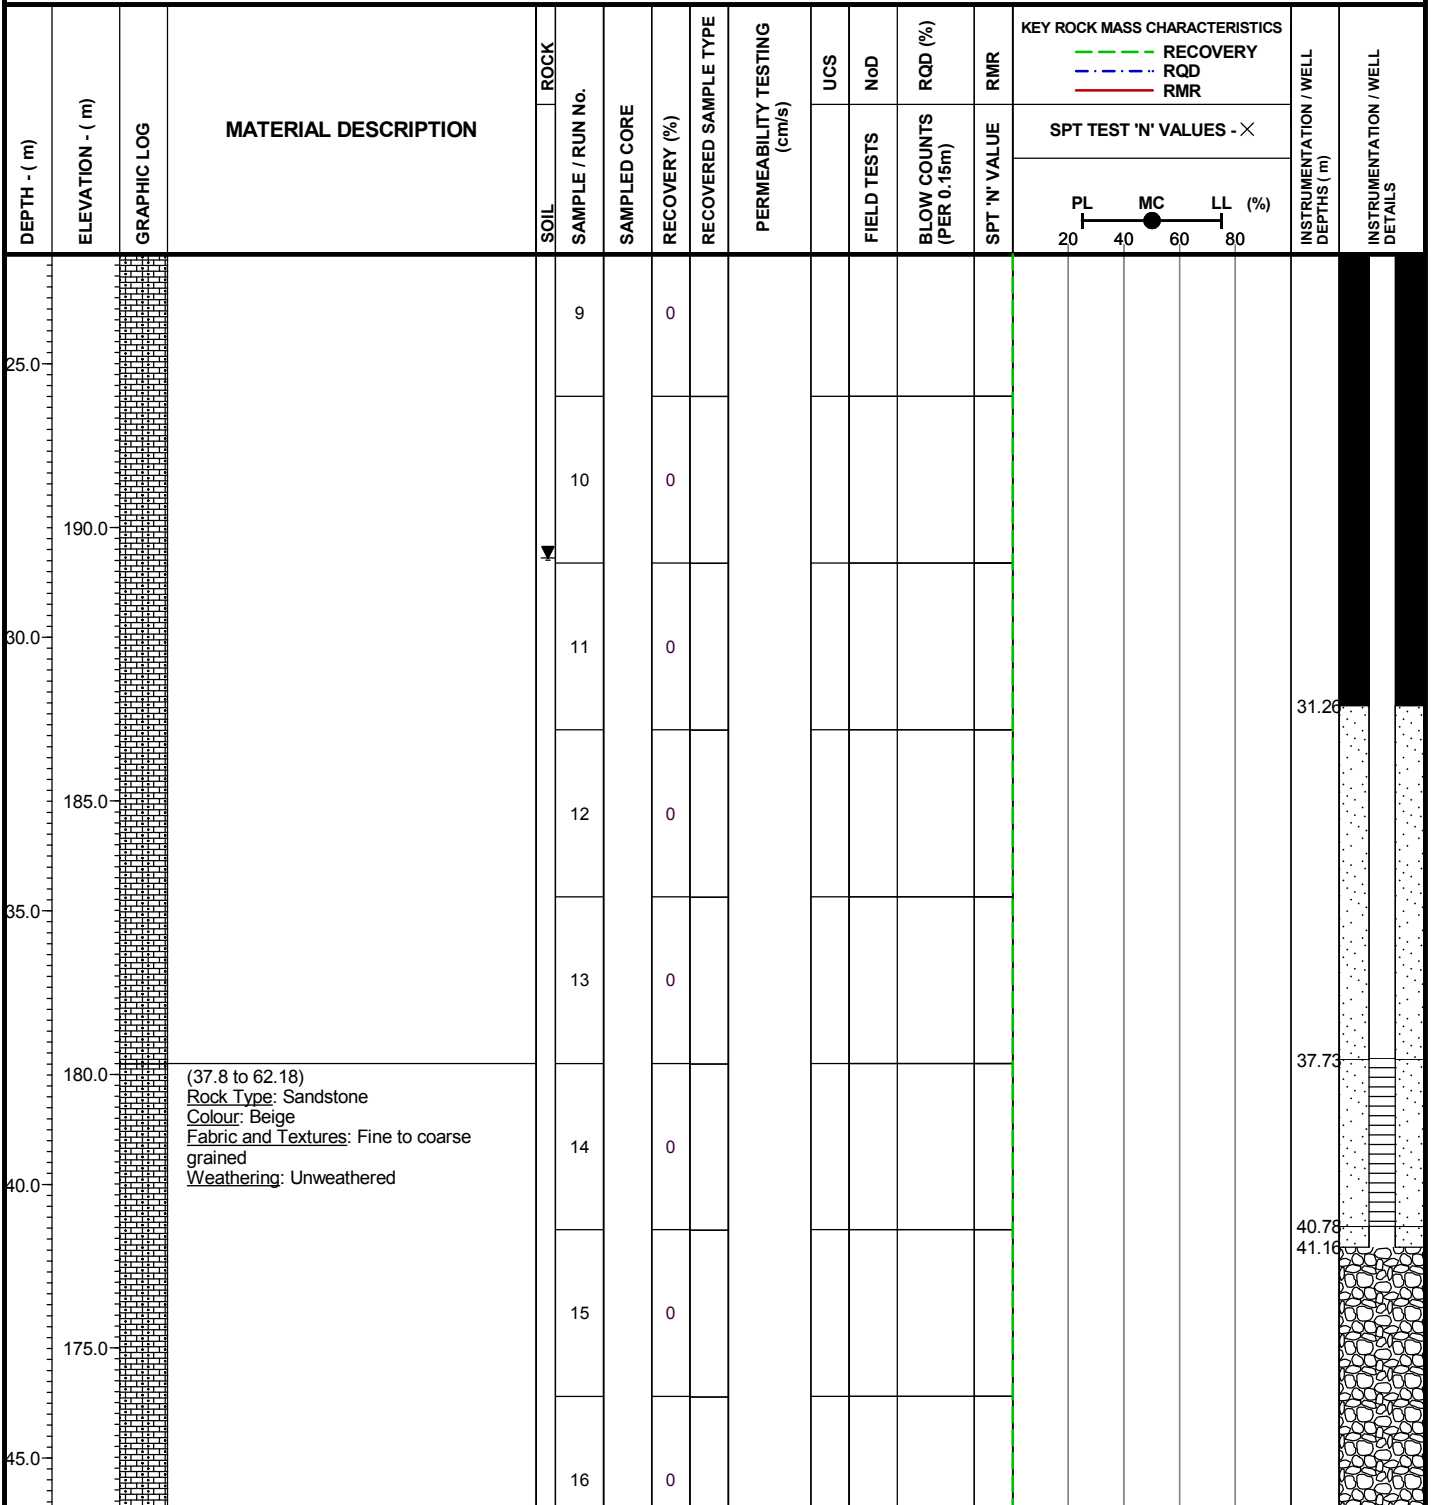 DEPTH - ( m)
ELEVATION - ( m)
GRAPHIC LOG
MATERIAL DESCRIPTION
SOIL
ROCK
SAMPLE / RUN No.
SAMPLED CORE
RECOVERY (%)
RECOVERED SAMPLE TYPE
PERMEABILITY TESTING
(cm/s)
UCS
NoD
RQD (%)
RMR
FIELD TESTS
BLOW COUNTS
(PER 0.15m)
SPT 'N' VALUE
KEY ROCK MASS CHARACTERISTICS
RECOVERY
RQD
RMR
SPT TEST 'N' VALUES - ×
PL MC LL (%)
20 40 60 80
INSTRUMENTATION / WELL
DEPTHS ( m)
INSTRUMENTATION / WELL
DETAILS
9 0
25.0
10 0
190.0
30.0
11 0
31.26
185.0
12 0
35.0
13 0
37.73
180.0
(37.8 to 62.18)
Rock Type: Sandstone
Colour: Beige
Fabric and Textures: Fine to coarse
grained
Weathering: Unweathered
14 0
40.0
40.78
41.16
15 0
175.0
45.0
16 0